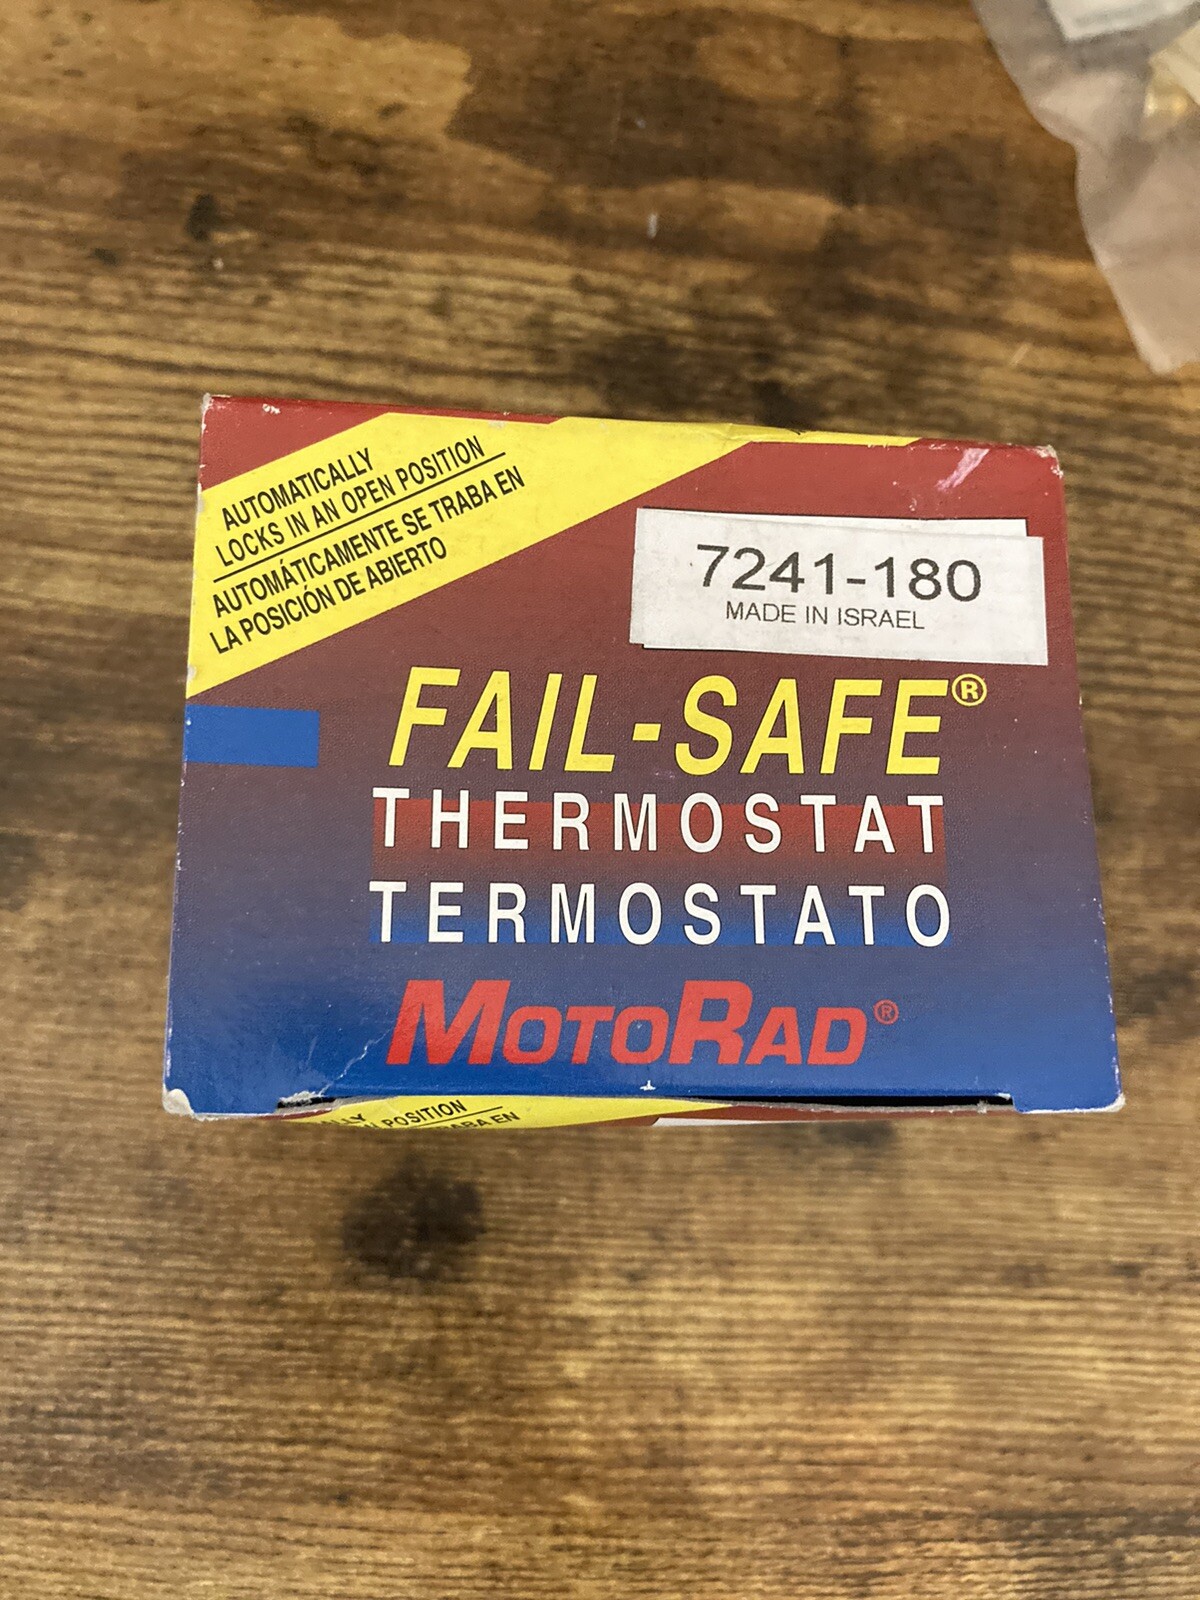 AUTOMATICALLY
LOCKS IN AN OPEN POSITION
AUTOMÁTICAMENTE SE TRABA EN
LA POSICIÓN DE ABIERTO
7241-180
MADE IN ISRAEL
FAIL-SAFE®
THERMOSTAT
TERMOSTATO
MOTORAD®
POSITION